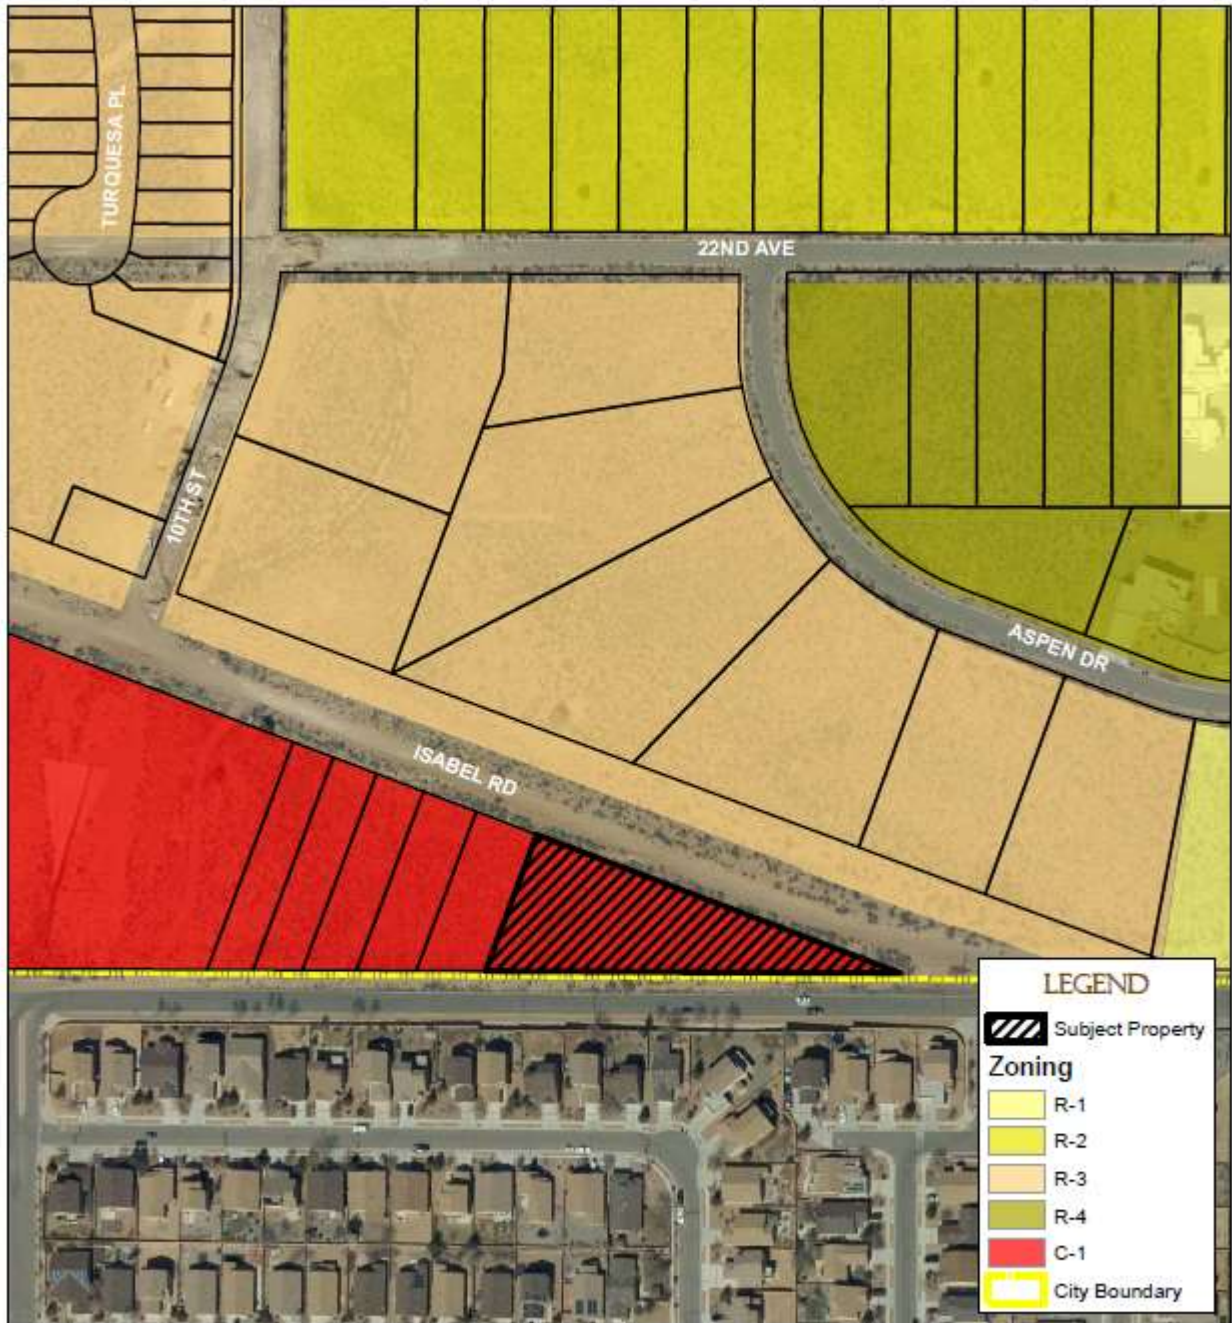 TURQUESA PL
22ND AVE
10TH ST
ASPEN DR
ISABEL RD
LEGEND
Subject Property
Zoning
R-1
R-2
R-3
R-4
C-1
City Boundary